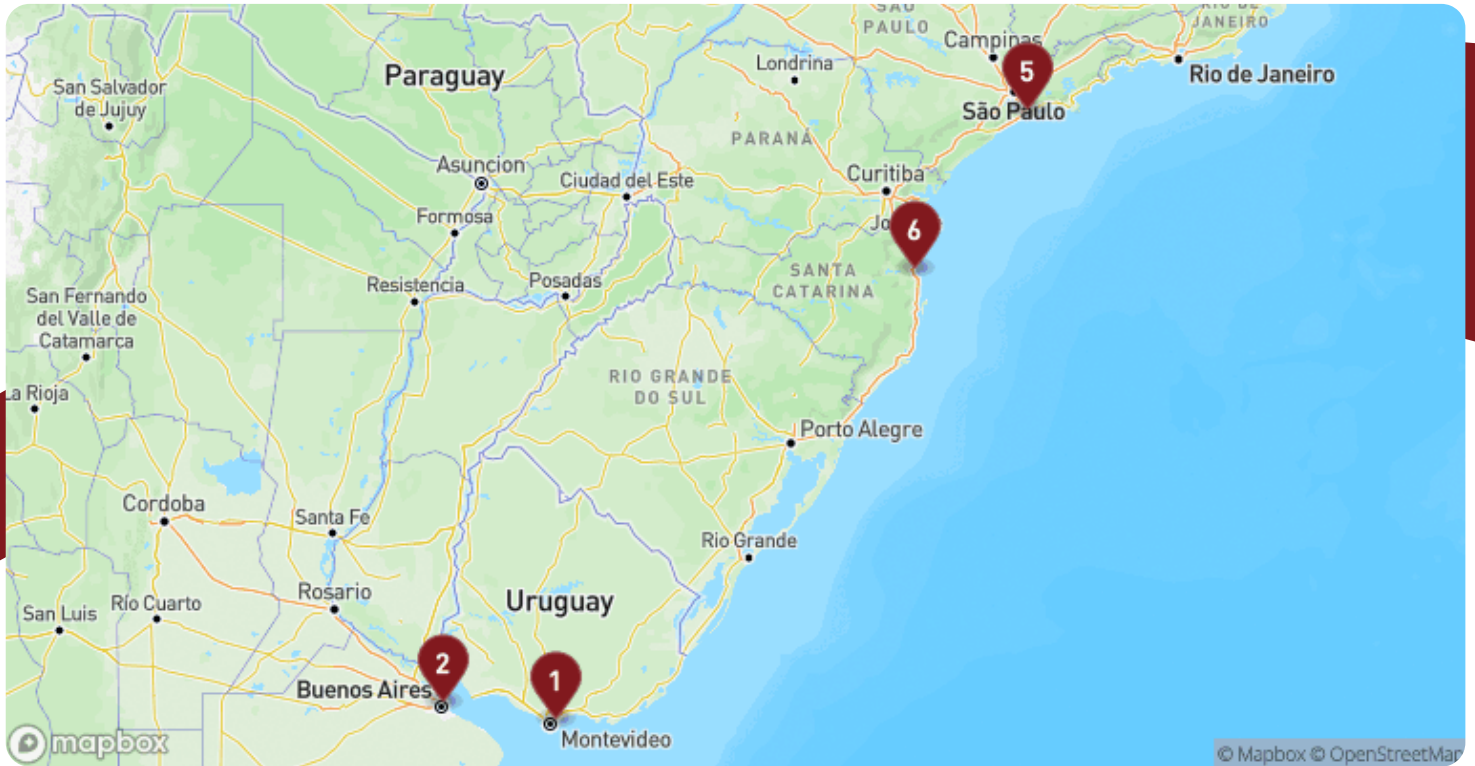 SÃO
PAULO
RIO DE
JANEIRO
Campinas
Londrina
5
Rio de Janeiro
São Paulo
Paraguay
San Salvador
de Jujuy
PARANÁ
Asuncion
Ciudad del Este
Curitiba
Formosa
Jo
6
SANTA
CATARINA
Resistencia
Posadas
San Fernando
del Valle de
Catamarca
RIO GRANDE
DO SUL
La Rioja
Porto Alegre
Cordoba
Santa Fe
Rio Grande
Rosario
Uruguay
San Luis
Río Cuarto
2
1
Buenos Aires
Montevideo
mapbox
© Mapbox © OpenStreetMap